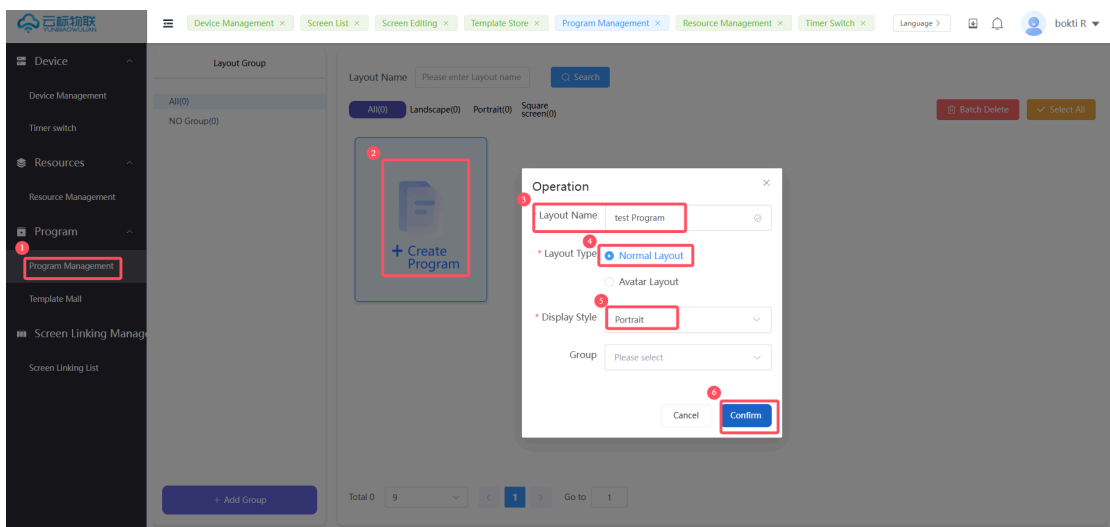 云标物联
YUNBIAOWULIAN
Device Management ×
Screen List ×
Screen Editing ×
Template Store ×
Program Management ×
Resource Management ×
Timer Switch ×
Language >
bokti R
Device
Device Management
Timer switch
Resources
Resource Management
Program
1
Program Management
Template Mall
Screen Linking Manag
Screen Linking List
Layout Group
All(0)
NO Group(0)
+ Add Group
Layout Name
Please enter Layout name
Search
All(0)
Landscape(0)
Portrait(0)
Square
screen(0)
Batch Delete
Select All
2
+ Create
Program
Operation
×
3
Layout Name
test Program
4
* Layout Type
Normal Layout
Avatar Layout
5
* Display Style
Portrait
Group
Please select
6
Cancel
Confirm
Total 0
9
<
1
>
Go to
1